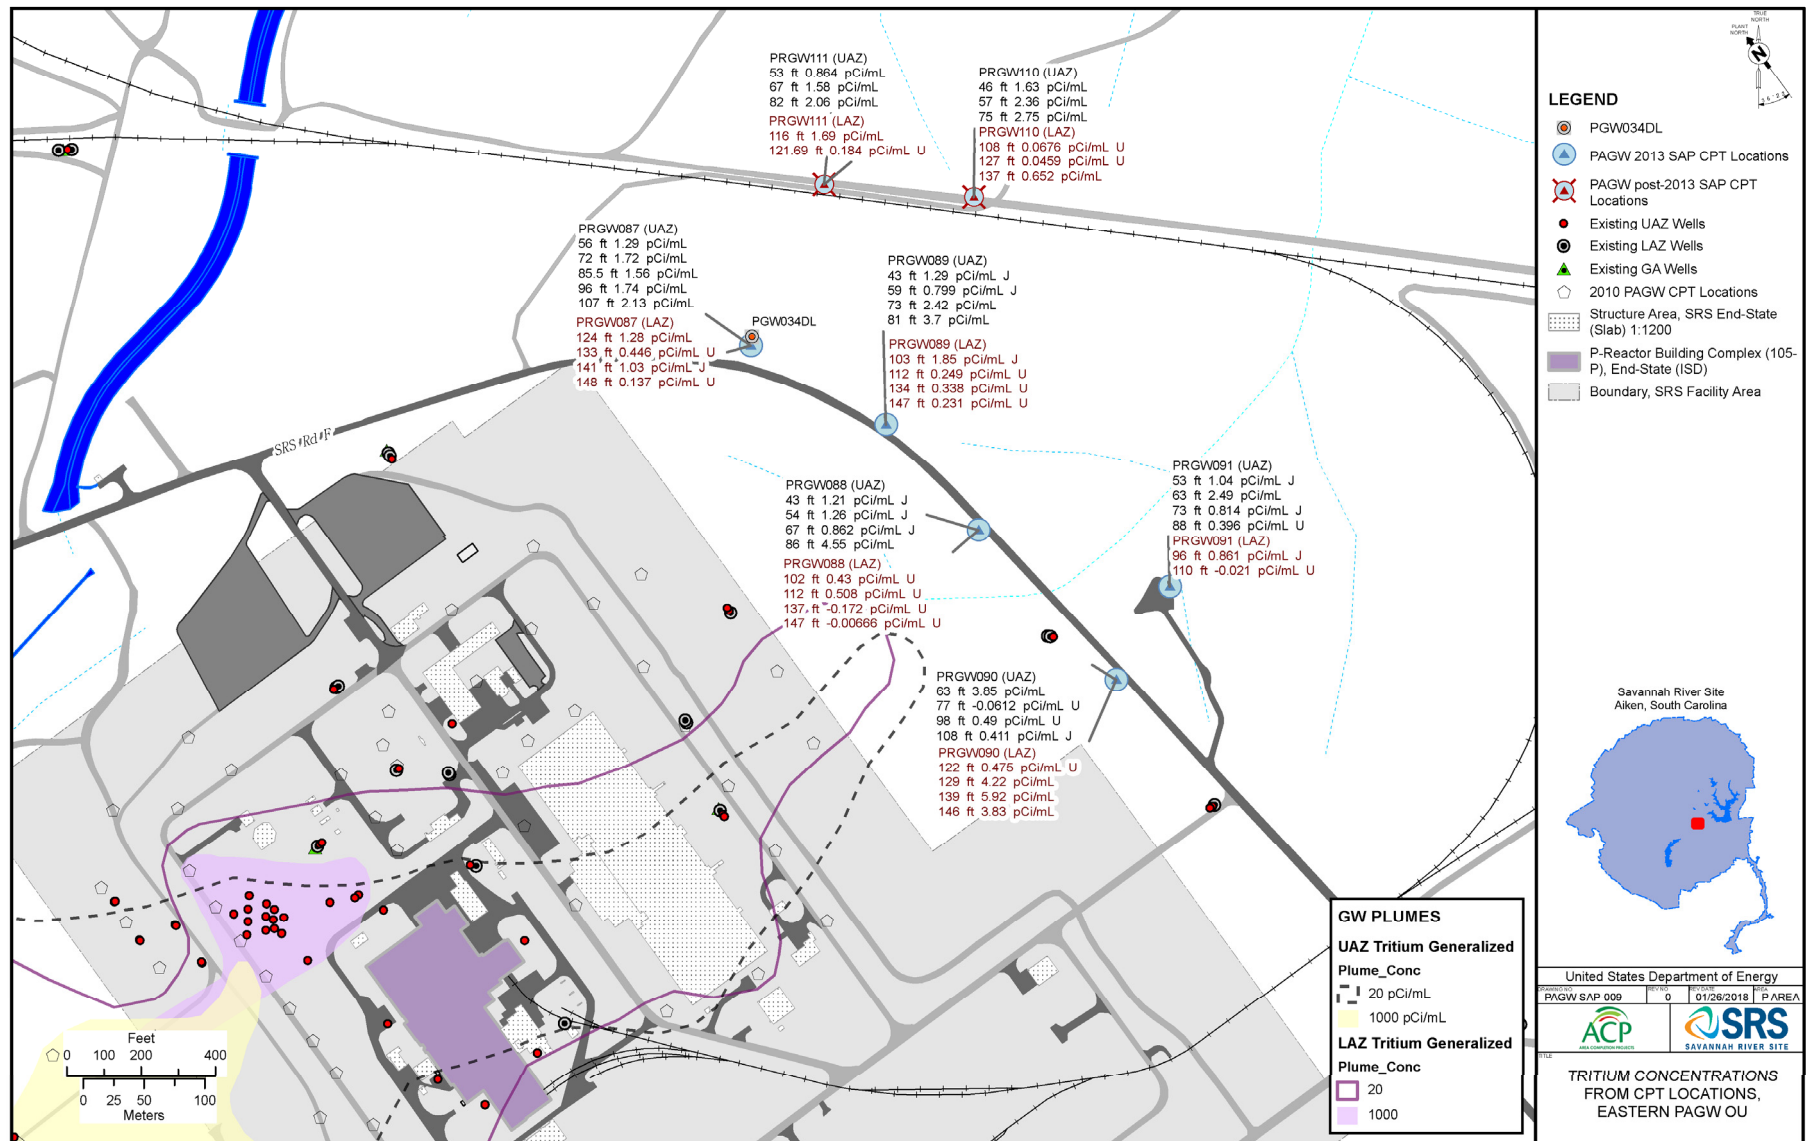 PRGW111 (UAZ)
53 ft 0.864 pCi/mL
67 ft 1.58 pCi/mL
82 ft 2.06 pCi/mL
PRGW111 (LAZ)
116 ft 1.69 pCi/mL
121.69 ft 0.184 pCi/mL U
PRGW110 (UAZ)
46 ft 1.63 pCi/mL
57 ft 2.36 pCi/mL
75 ft 2.75 pCi/mL
PRGW110 (LAZ)
108 ft 0.0676 pCi/mL U
127 ft 0.0459 pCi/mL U
137 ft 0.652 pCi/mL
PRGW087 (UAZ)
56 ft 1.29 pCi/mL
72 ft 1.72 pCi/mL
85.5 ft 1.56 pCi/mL
96 ft 1.74 pCi/mL
107 ft 2.13 pCi/mL
PRGW087 (LAZ)
124 ft 1.28 pCi/mL
133 ft 0.446 pCi/mL U
141 ft 1.03 pCi/mL J
148 ft 0.137 pCi/mL U
PGW034DL
PRGW089 (UAZ)
43 ft 1.29 pCi/mL J
59 ft 0.799 pCi/mL J
73 ft 2.42 pCi/mL
81 ft 3.7 pCi/mL
PRGW089 (LAZ)
103 ft 1.85 pCi/mL J
112 ft 0.249 pCi/mL U
134 ft 0.338 pCi/mL U
147 ft 0.231 pCi/mL U
SRS Rd F
PRGW088 (UAZ)
43 ft 1.21 pCi/mL J
54 ft 1.26 pCi/mL J
67 ft 0.862 pCi/mL J
86 ft 4.55 pCi/mL
PRGW088 (LAZ)
102 ft 0.43 pCi/mL U
112 ft 0.508 pCi/mL U
137 ft -0.172 pCi/mL U
147 ft -0.00666 pCi/mL U
PRGW091 (UAZ)
53 ft 1.04 pCi/mL J
63 ft 2.49 pCi/mL
73 ft 0.814 pCi/mL J
88 ft 0.396 pCi/mL U
PRGW091 (LAZ)
96 ft 0.861 pCi/mL J
110 ft -0.021 pCi/mL U
PRGW090 (UAZ)
63 ft 3.85 pCi/mL
77 ft -0.0612 pCi/mL U
98 ft 0.49 pCi/mL U
108 ft 0.411 pCi/mL J
PRGW090 (LAZ)
122 ft 0.475 pCi/mL U
129 ft 4.22 pCi/mL
139 ft 5.92 pCi/mL
146 ft 3.83 pCi/mL
Feet
0 100 200 400
0 25 50 100
Meters
GW PLUMES
UAZ Tritium Generalized
Plume_Conc
20 pCi/mL
1000 pCi/mL
LAZ Tritium Generalized
Plume_Conc
20
1000
TRUE
NORTH
PLANT
NORTH
N
LEGEND
PGW034DL
PAGW 2013 SAP CPT Locations
PAGW post-2013 SAP CPT
Locations
Existing UAZ Wells
Existing LAZ Wells
Existing GA Wells
2010 PAGW CPT Locations
Structure Area, SRS End-State
(Slab) 1:1200
P-Reactor Building Complex (105-
P), End-State (ISD)
Boundary, SRS Facility Area
Savannah River Site
Aiken, South Carolina
United States Department of Energy
DRAWING NO REV NO REV DATE AREA
PAGW SAP 009 0 01/26/2018 P AREA
ACP
AREA COMPLETION PROJECTS
SRS
SAVANNAH RIVER SITE
TITLE
TRITIUM CONCENTRATIONS
FROM CPT LOCATIONS,
EASTERN PAGW OU